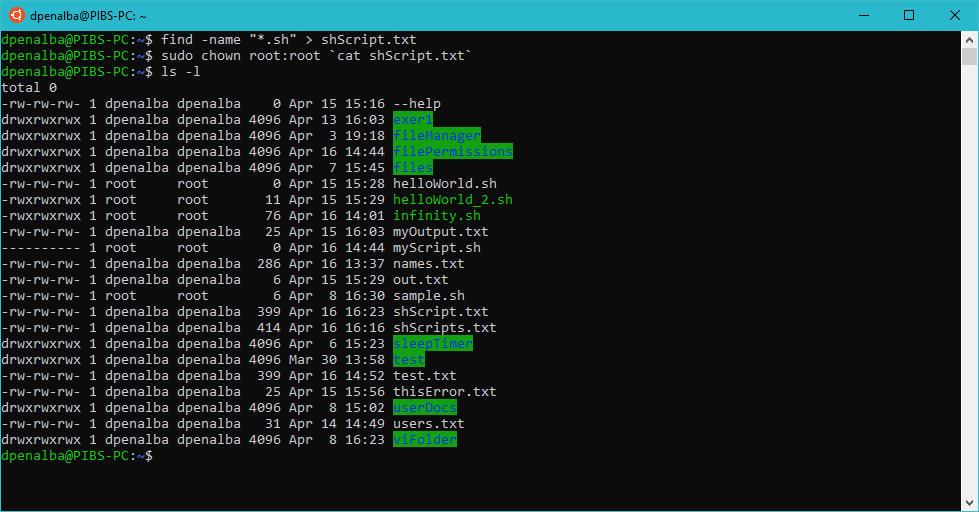 dpenalba@PIBS-PC: ~
dpenalba@PIBS-PC:~$ find -name "*.sh" > shScript.txt
dpenalba@PIBS-PC:~$ sudo chown root:root `cat shScript.txt`
dpenalba@PIBS-PC:~$ ls -l
total 0
-rw-rw-rw- 1 dpenalba dpenalba    0 Apr 15 15:16 --help
drwxrwxrwx 1 dpenalba dpenalba 4096 Apr 13 16:03 exer1
drwxrwxrwx 1 dpenalba dpenalba 4096 Apr  3 19:18 fileManager
drwxrwxrwx 1 dpenalba dpenalba 4096 Apr 16 14:44 filePermissions
drwxrwxrwx 1 dpenalba dpenalba 4096 Apr  7 15:45 files
-rw-rw-rw- 1 root     root        0 Apr 15 15:28 helloWorld.sh
-rwxrwxrwx 1 root     root       11 Apr 15 15:29 helloWorld_2.sh
-rwxrwxrwx 1 root     root       76 Apr 16 14:01 infinity.sh
-rw-rw-rw- 1 dpenalba dpenalba   25 Apr 15 16:03 myOutput.txt
---------- 1 root     root        0 Apr 16 14:44 myScript.sh
-rw-rw-rw- 1 dpenalba dpenalba  286 Apr 16 13:37 names.txt
-rw-rw-rw- 1 dpenalba dpenalba    6 Apr 15 15:29 out.txt
-rw-rw-rw- 1 root     root        6 Apr  8 16:30 sample.sh
-rw-rw-rw- 1 dpenalba dpenalba  399 Apr 16 16:23 shScript.txt
-rw-rw-rw- 1 dpenalba dpenalba  414 Apr 16 16:16 shScripts.txt
drwxrwxrwx 1 dpenalba dpenalba 4096 Apr  6 15:23 sleepTimer
drwxrwxrwx 1 dpenalba dpenalba 4096 Mar 30 13:58 test
-rw-rw-rw- 1 dpenalba dpenalba  399 Apr 16 14:52 test.txt
-rw-rw-rw- 1 dpenalba dpenalba   25 Apr 15 15:56 thisError.txt
drwxrwxrwx 1 dpenalba dpenalba 4096 Apr  8 15:02 userDocs
-rw-rw-rw- 1 dpenalba dpenalba   31 Apr 14 14:49 users.txt
drwxrwxrwx 1 dpenalba dpenalba 4096 Apr  8 16:23 viFolder
dpenalba@PIBS-PC:~$